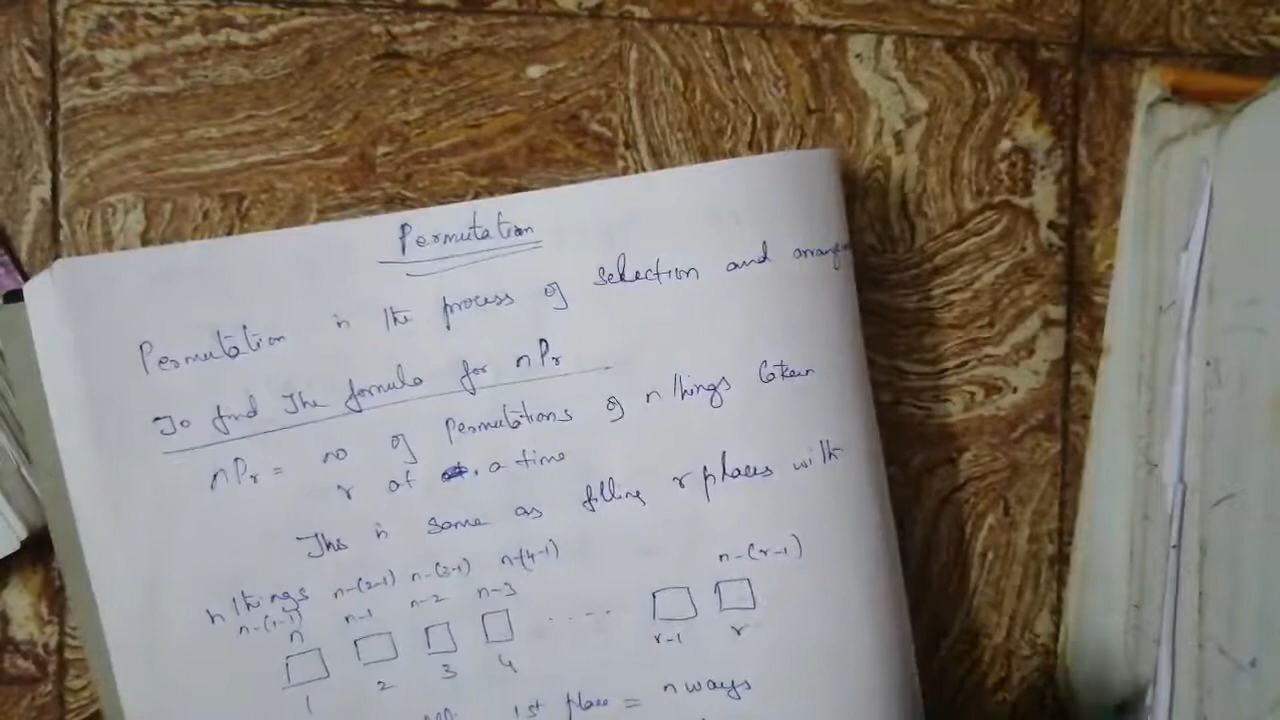 Permutation
Permutation is the process of selection and
To find The formula for nPr
nPr = no of permutations of n things taken
r at a time
This is same as filling r places with
n things n-(2-1) n-(3-1) n-(4-1) n-(r-1)
n-(1-1) n n-1 n-2 n-3
1 2 3 4 .... r-1 r
1st place = n ways